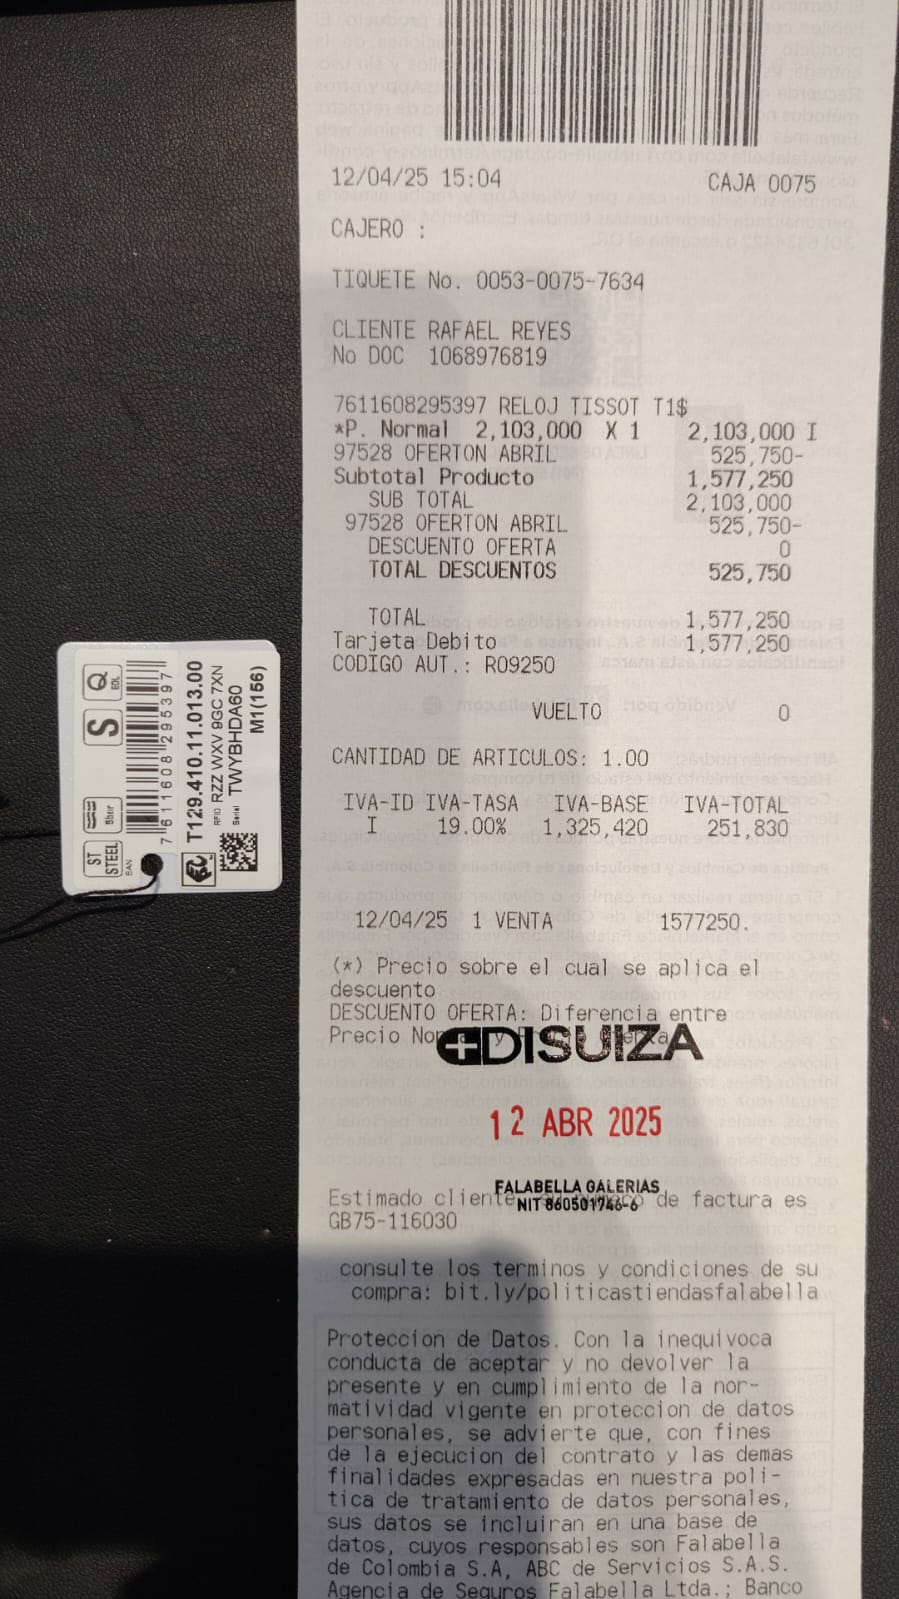 12/04/25 15:04 CAJA 0075
CAJERO :
TIQUETE No. 0053-0075-7634
CLIENTE RAFAEL REYES
No DOC 1068976819
7611608295397 RELOJ TISSOT T1$
*P. Normal 2,103,000 X 1 2,103,000 I
97528 OFERTON ABRIL 525,750-
Subtotal Producto 1,577,250
SUB TOTAL 2,103,000
97528 OFERTON ABRIL 525,750-
DESCUENTO OFERTA 0
TOTAL DESCUENTOS 525,750
TOTAL 1,577,250
Tarjeta Debito 1,577,250
CODIGO AUT.: R09250
VUELTO 0
CANTIDAD DE ARTICULOS: 1.00
IVA-ID IVA-TASA IVA-BASE IVA-TOTAL
I 19.00% 1,325,420 251,830
12/04/25 1 VENTA 1577250.
(*) Precio sobre el cual se aplica el
descuento
DESCUENTO OFERTA: Diferencia entre
Precio
DISUIZA
12 ABR 2025
FALABELLA GALERIAS
NIT 860501746-6
Estimado cliente, de factura es
GB75-116030
consulte los terminos y condiciones de su
compra: bit.ly/politicastiendasfalabella
Proteccion de Datos. Con la inequivoca
conducta de aceptar y no devolver la
presente y en cumplimiento de la nor-
matividad vigente en proteccion de datos
personales, se advierte que, con fines
de la ejecucion del contrato y las demas
finalidades expresadas en nuestra poli-
tica de tratamiento de datos personales,
sus datos se incluiran en una base de
datos, cuyos responsables son Falabella
de Colombia S.A, ABC de Servicios S.A.S.
Agencia de Seguros Falabella Ltda.; Banco
ST STEEL
5bar
S
Q
EOL
EAN
7 611608 295397
T129.410.11.013.00
RFID RZZ WXV 9GC 7XN
Serial TWYBHDA60
M1(156)